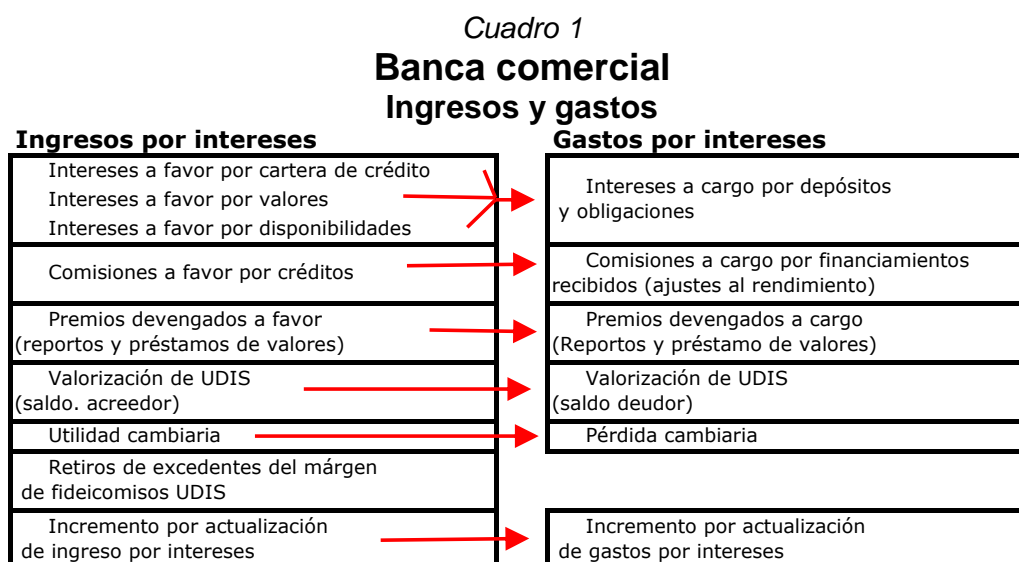 Cuadro 1
Banca comercial
Ingresos y gastos
Ingresos por intereses
Gastos por intereses
Intereses a favor por cartera de crédito
Intereses a favor por valores
Intereses a favor por disponibilidades
Intereses a cargo por depósitos
y obligaciones
Comisiones a favor por créditos
Comisiones a cargo por financiamientos
recibidos (ajustes al rendimiento)
Premios devengados a favor
(reportos y préstamos de valores)
Premios devengados a cargo
(Reportos y préstamo de valores)
Valorización de UDIS
(saldo. acreedor)
Valorización de UDIS
(saldo deudor)
Utilidad cambiaria
Pérdida cambiaria
Retiros de excedentes del márgen
de fideicomisos UDIS
Incremento por actualización
de ingreso por intereses
Incremento por actualización
de gastos por intereses